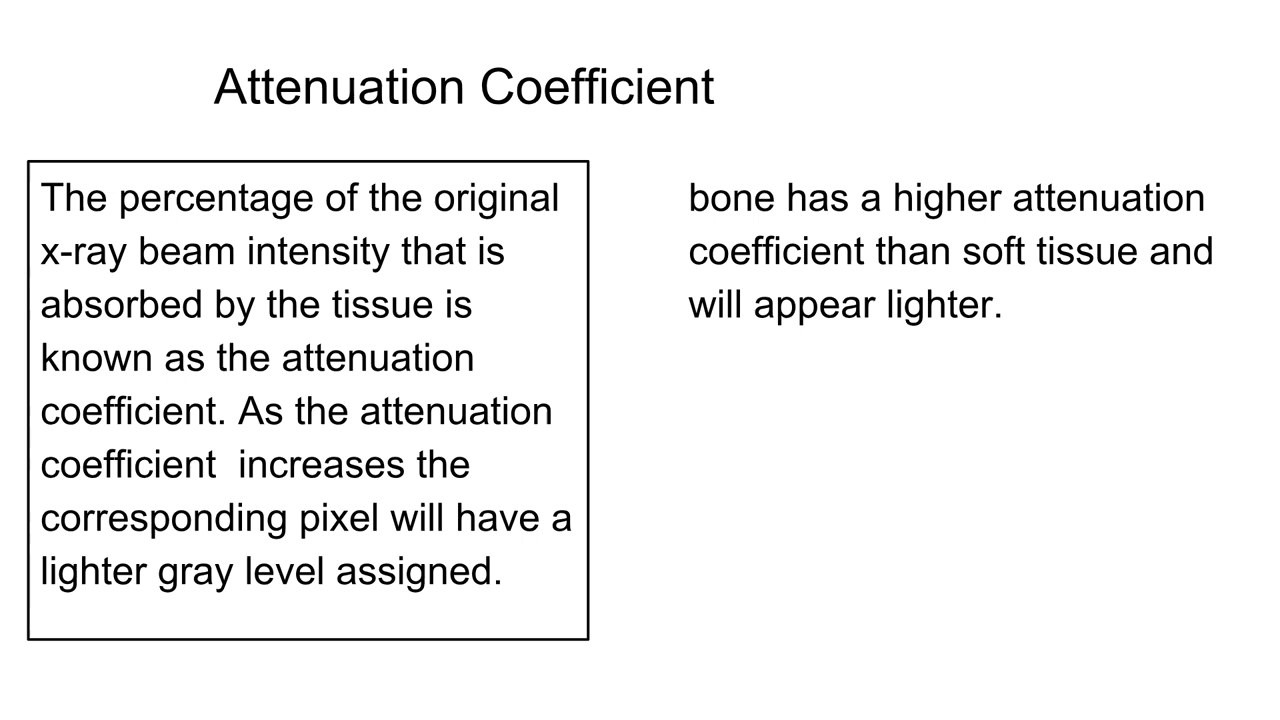 Attenuation Coefficient
The percentage of the original
x-ray beam intensity that is
absorbed by the tissue is
known as the attenuation
coefficient. As the attenuation
coefficient  increases the
corresponding pixel will have a
lighter gray level assigned.
bone has a higher attenuation
coefficient than soft tissue and
will appear lighter.